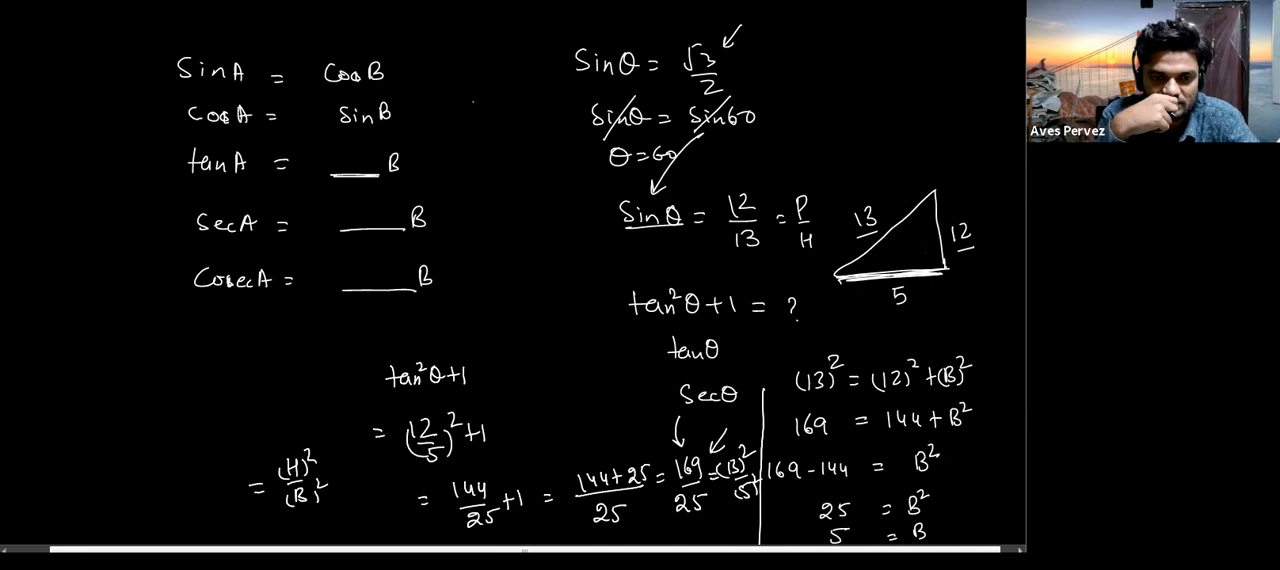 SinA = CosB
CosA = SinB
tanA = ___ B
SecA = ___ B
CosecA = ___ B
Sinθ = √3/2
Sinθ = Sin60
θ = 60
Sinθ = 12/13 = P/H
13
12
5
tan²θ+1 = ?
tanθ
Secθ
tan²θ+1
= (12/5)²+1
= 144/25 +1 = 144+25/25 = 169/25 = (13)²/(5)²
= (H)²/(B)²
(13)² = (12)² + (B)²
169 = 144 + B²
169 - 144 = B²
25 = B²
5 = B
Aves Pervez